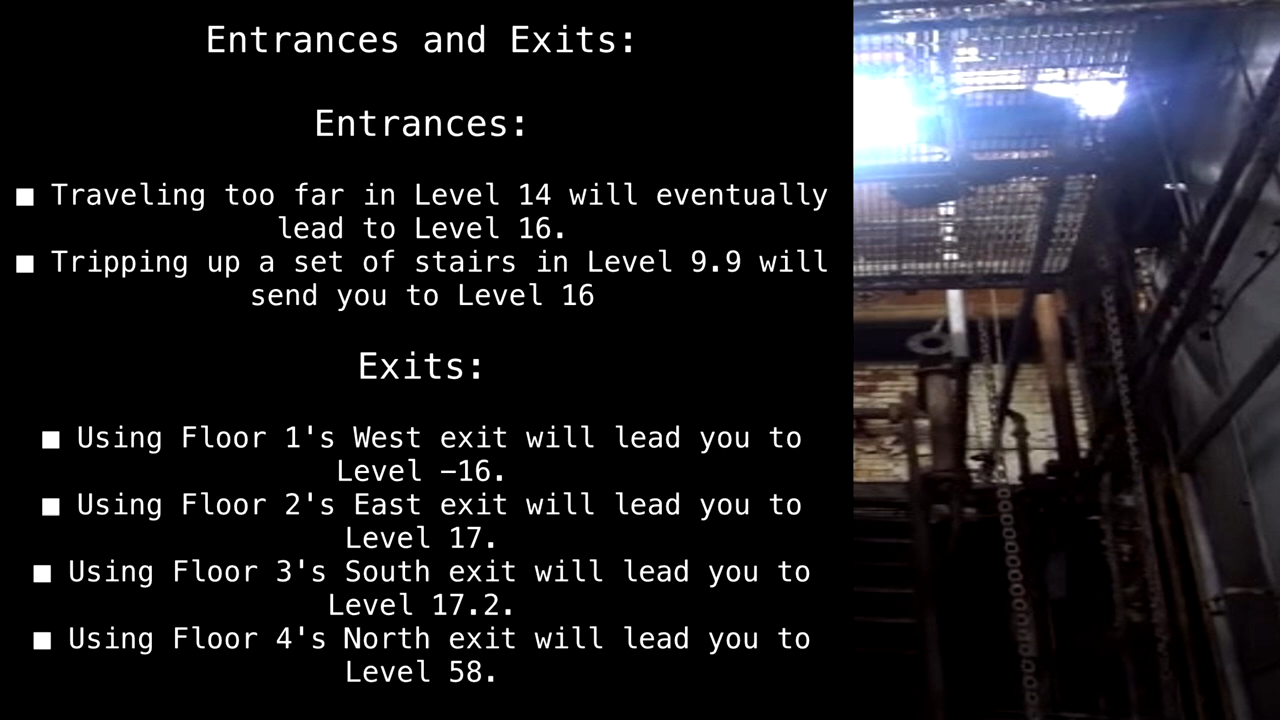 Entrances and Exits:
Entrances:
■ Traveling too far in Level 14 will eventually
lead to Level 16.
■ Tripping up a set of stairs in Level 9.9 will
send you to Level 16
Exits:
■ Using Floor 1's West exit will lead you to
Level −16.
■ Using Floor 2's East exit will lead you to
Level 17.
■ Using Floor 3's South exit will lead you to
Level 17.2.
■ Using Floor 4's North exit will lead you to
Level 58.